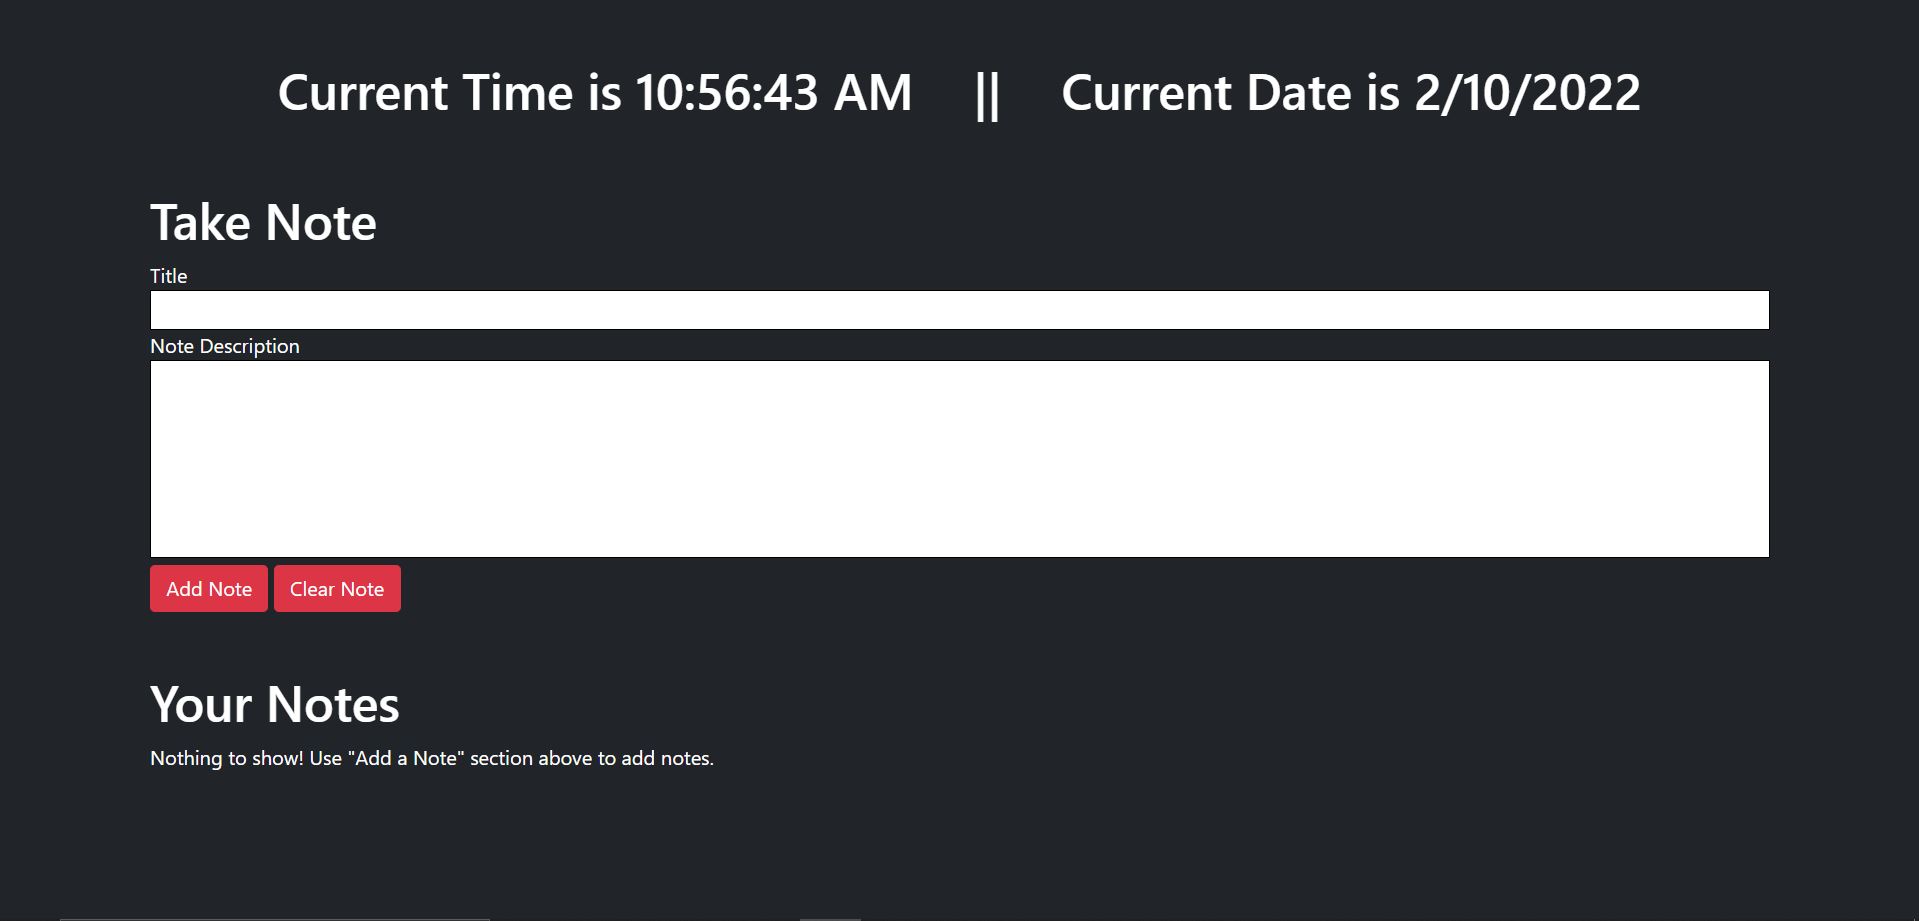 Current Time is 10:56:43 AM || Current Date is 2/10/2022
Take Note
Title
Note Description
Add Note Clear Note
Your Notes
Nothing to show! Use "Add a Note" section above to add notes.